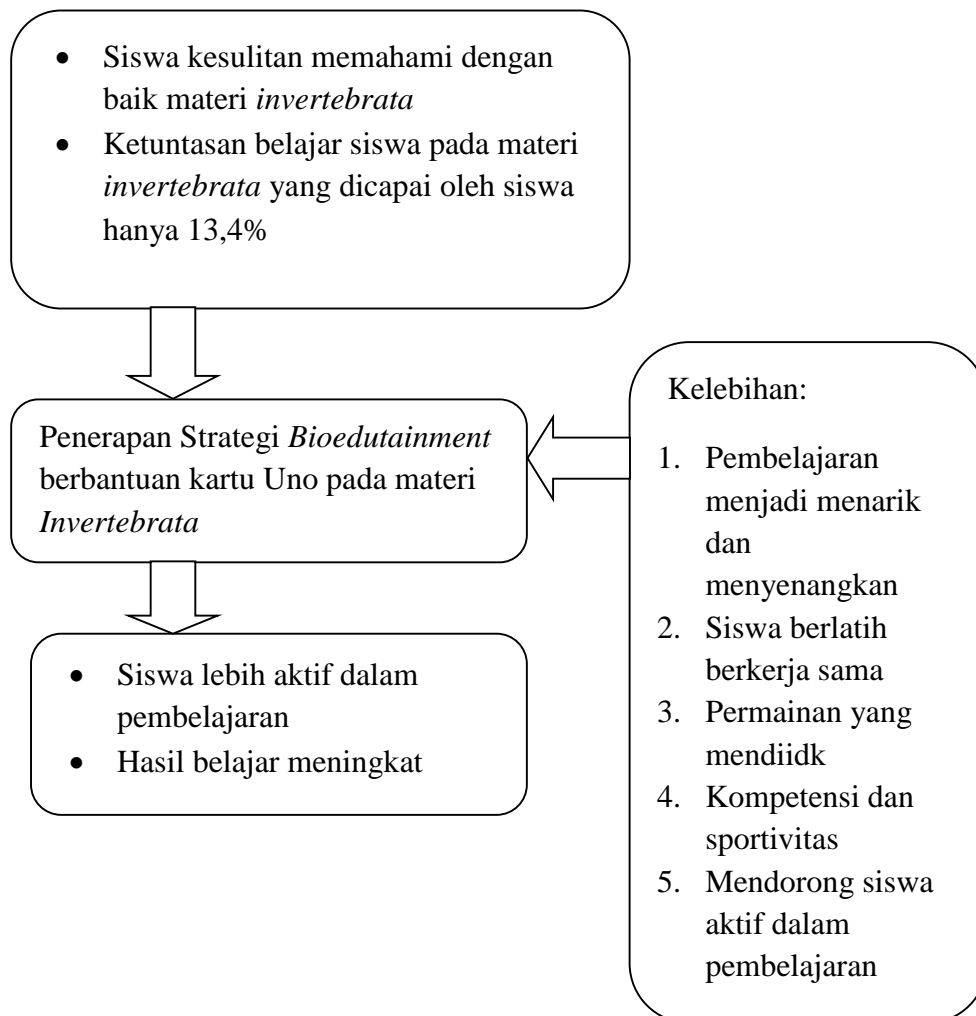 • Siswa kesulitan memahami dengan
baik materi invertebrata
• Ketuntasan belajar siswa pada materi
invertebrata yang dicapai oleh siswa
hanya 13,4%
Penerapan Strategi Bioedutainment
berbantuan kartu Uno pada materi
Invertebrata
• Siswa lebih aktif dalam
pembelajaran
• Hasil belajar meningkat
Kelebihan:
1. Pembelajaran
menjadi menarik
dan
menyenangkan
2. Siswa berlatih
berkerja sama
3. Permainan yang
mendiidk
4. Kompetensi dan
sportivitas
5. Mendorong siswa
aktif dalam
pembelajaran